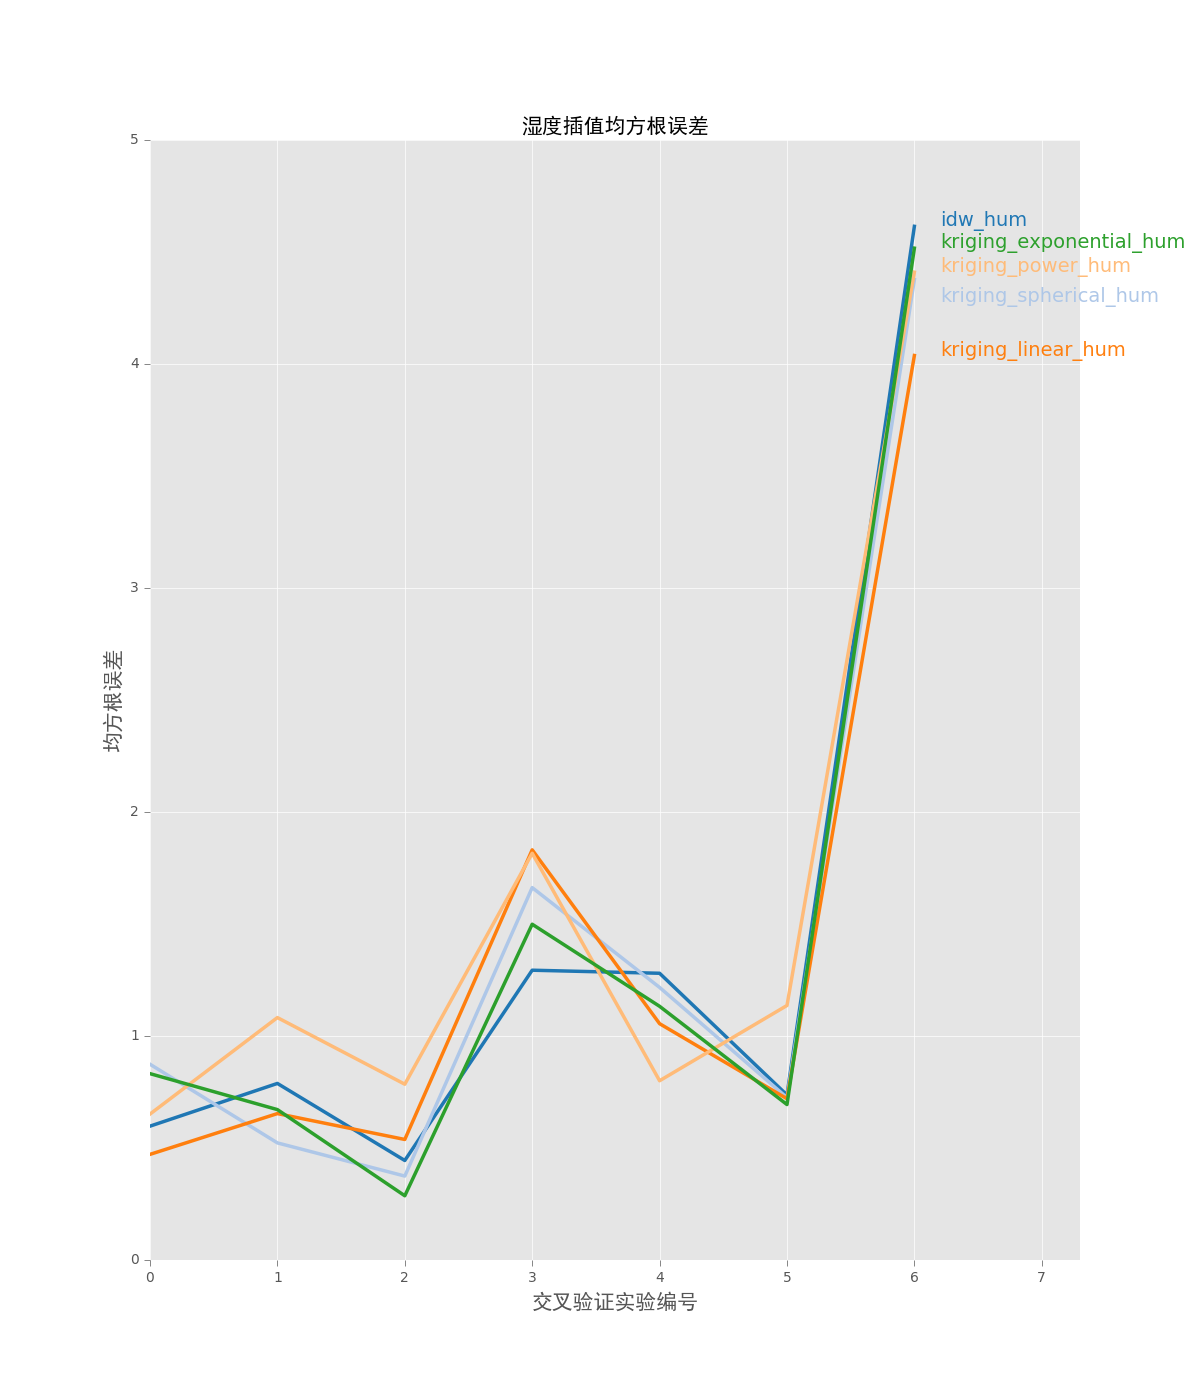 湿度插值均方根误差
5
4
3
2
1
0
均方根误差
idw_hum
kriging_exponential_hum
kriging_power_hum
kriging_spherical_hum
kriging_linear_hum
0 1 2 3 4 5 6 7
交叉验证实验编号